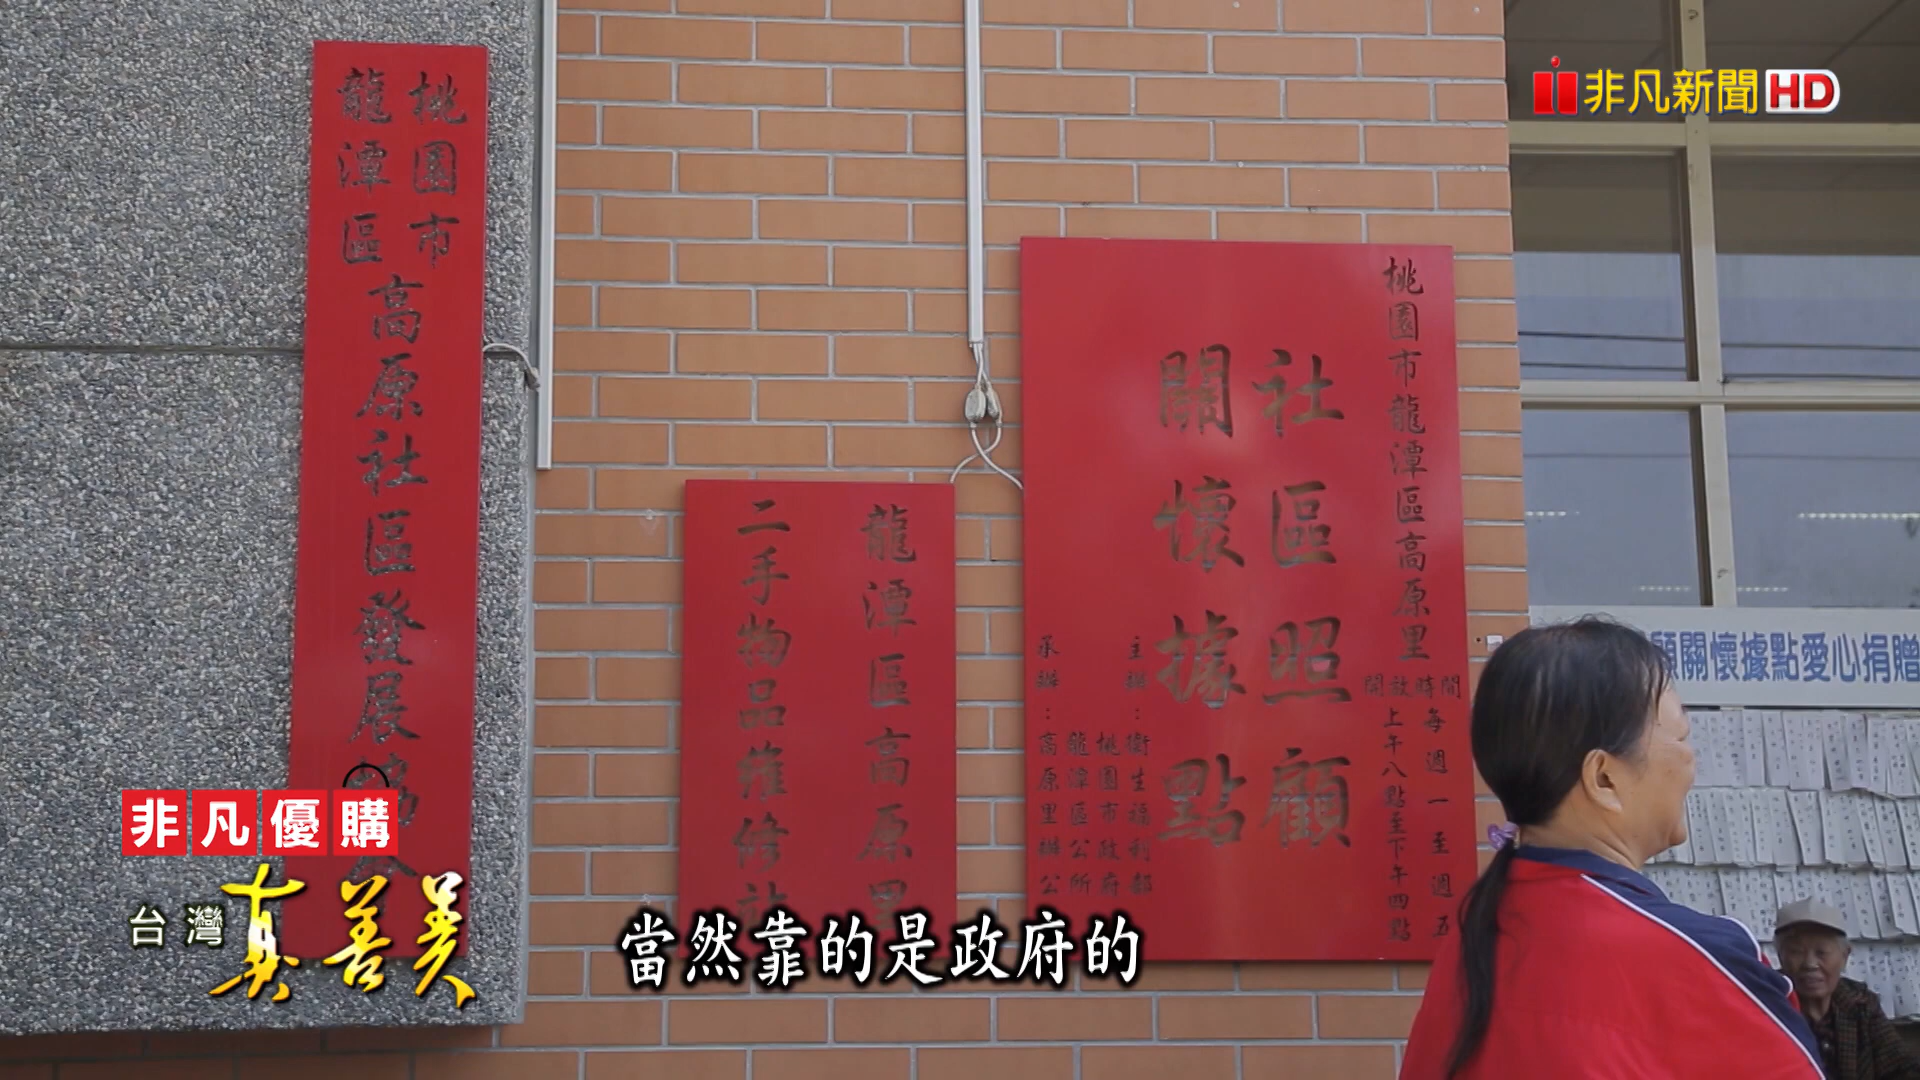 非凡新聞HD
桃園市
龍潭區
高原社區發展
龍潭區高原里
二手物品維修站
桃園市龍潭區高原里
社區照顧
關懷據點
開放時間
每週一至週五
上午八點至下午四點
主辦：衛生福利部
桃園市政府
龍潭區公所
承辦：高原里辦公
顧關懷據點愛心捐贈
非凡優購
台灣真善美
當然靠的是政府的